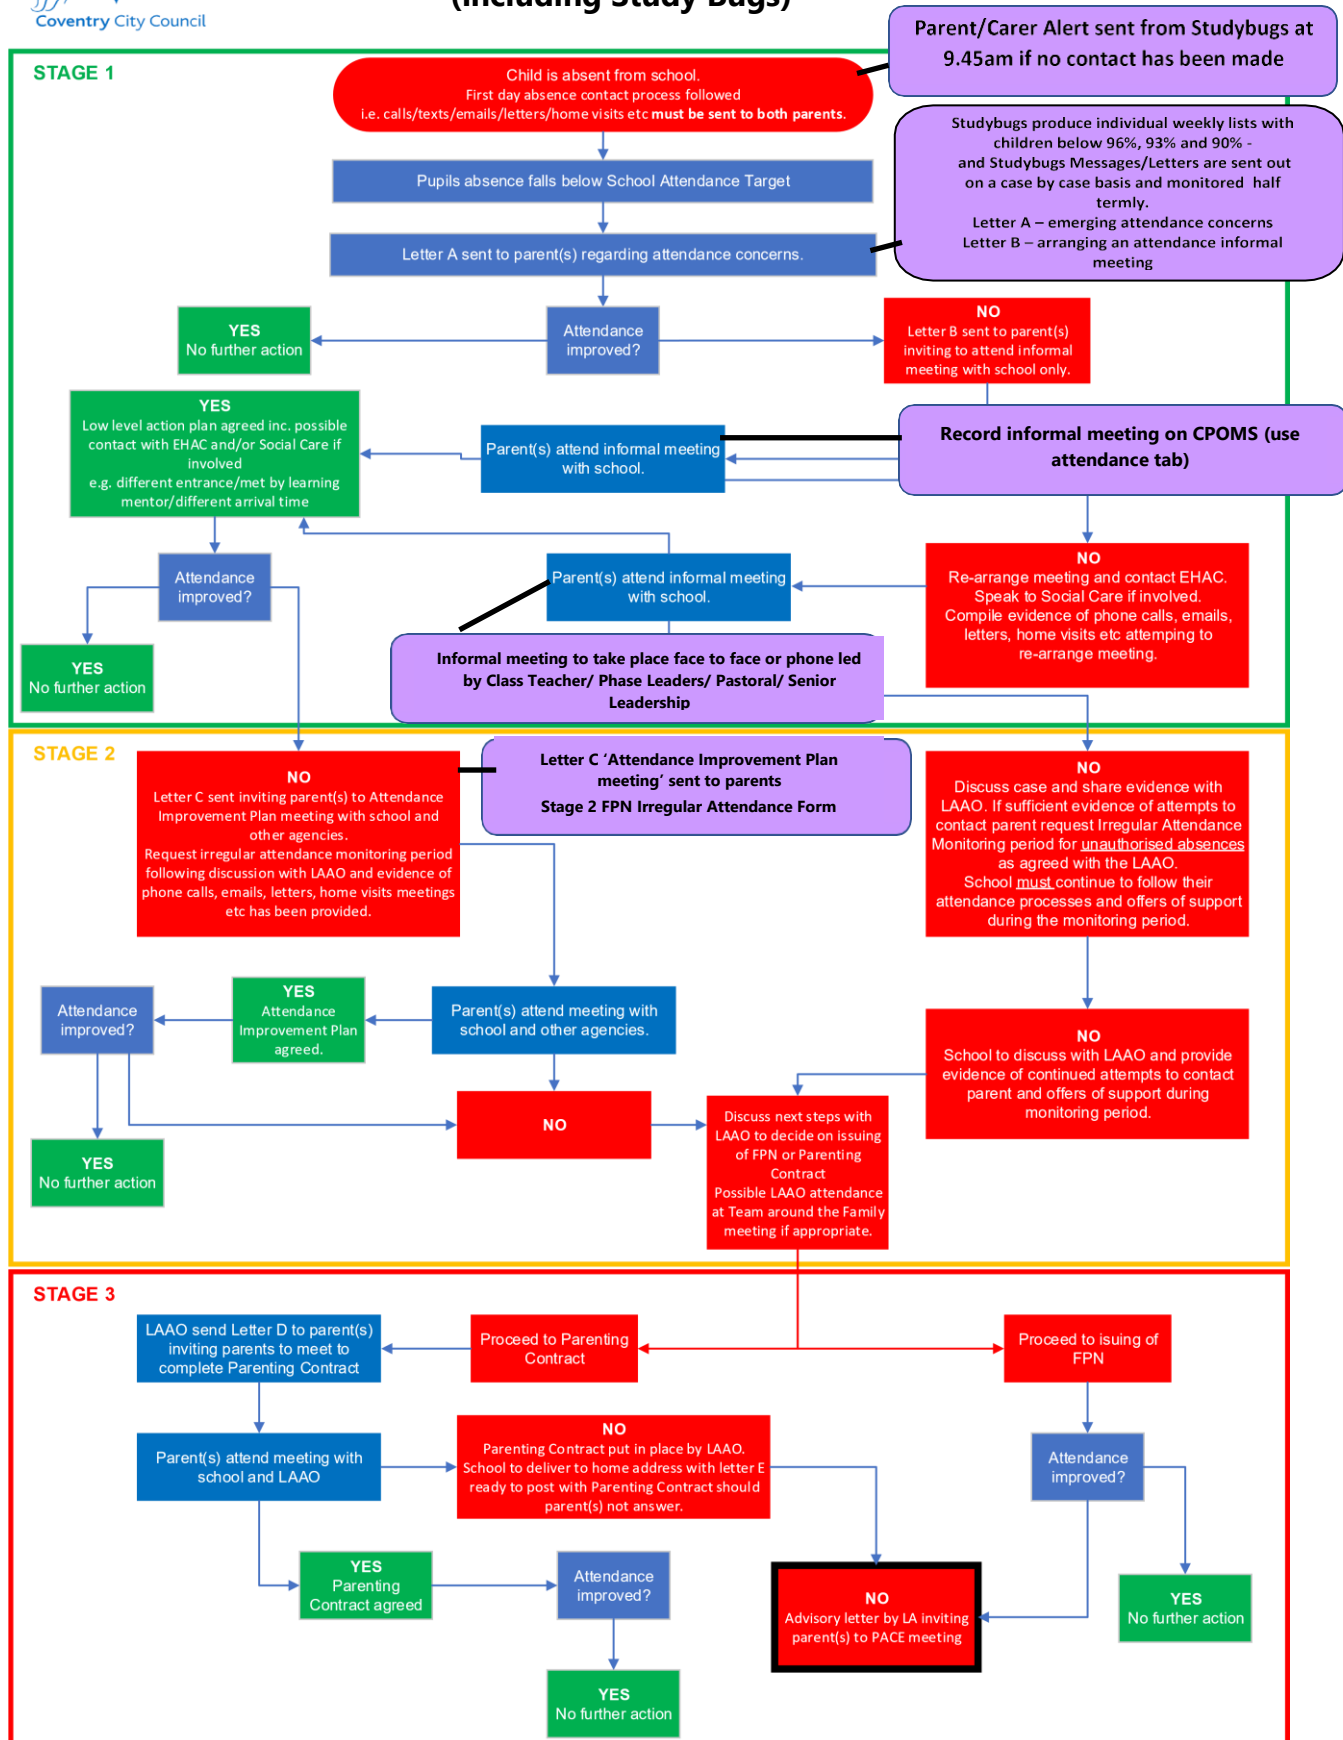 (including Study Bugs)
Coventry City Council
Parent/Carer Alert sent from Studybugs at
9.45am if no contact has been made
STAGE 1
Child is absent from school.
First day absence contact process followed
i.e. calls/texts/emails/letters/home visits etc must be sent to both parents.
Studybugs produce individual weekly lists with
children below 96%, 93% and 90% -
and Studybugs Messages/Letters are sent out
on a case by case basis and monitored half
termly.
Letter A – emerging attendance concerns
Letter B – arranging an attendance informal
meeting
Pupils absence falls below School Attendance Target
Letter A sent to parent(s) regarding attendance concerns.
YES
No further action
Attendance
improved?
NO
Letter B sent to parent(s)
inviting to attend informal
meeting with school only.
YES
Low level action plan agreed inc. possible
contact with EHAC and/or Social Care if
involved
e.g. different entrance/met by learning
mentor/different arrival time
Parent(s) attend informal meeting
with school.
Record informal meeting on CPOMS (use
attendance tab)
Attendance
improved?
Parent(s) attend informal meeting
with school.
NO
Re-arrange meeting and contact EHAC.
Speak to Social Care if involved.
Compile evidence of phone calls, emails,
letters, home visits etc attemping to
re-arrange meeting.
YES
No further action
Informal meeting to take place face to face or phone led
by Class Teacher/ Phase Leaders/ Pastoral/ Senior
Leadership
STAGE 2
NO
Letter C sent inviting parent(s) to Attendance
Improvement Plan meeting with school and
other agencies.
Request irregular attendance monitoring period
following discussion with LAAO and evidence of
phone calls, emails, letters, home visits meetings
etc has been provided.
Letter C ‘Attendance Improvement Plan
meeting’ sent to parents
Stage 2 FPN Irregular Attendance Form
NO
Discuss case and share evidence with
LAAO. If sufficient evidence of attempts to
contact parent request Irregular Attendance
Monitoring period for unauthorised absences
as agreed with the LAAO.
School must continue to follow their
attendance processes and offers of support
during the monitoring period.
Attendance
improved?
YES
Attendance
Improvement Plan
agreed.
Parent(s) attend meeting with
school and other agencies.
NO
School to discuss with LAAO and provide
evidence of continued attempts to contact
parent and offers of support during
monitoring period.
YES
No further action
NO
Discuss next steps with
LAAO to decide on issuing
of FPN or Parenting
Contract
Possible LAAO attendance
at Team around the Family
meeting if appropriate.
STAGE 3
LAAO send Letter D to parent(s)
inviting parents to meet to
complete Parenting Contract
Proceed to Parenting
Contract
Proceed to isuing of
FPN
Parent(s) attend meeting with
school and LAAO
NO
Parenting Contract put in place by LAAO.
School to deliver to home address with letter E
ready to post with Parenting Contract should
parent(s) not answer.
Attendance
improved?
YES
Parenting
Contract agreed
Attendance
improved?
NO
Advisory letter by LA inviting
parent(s) to PACE meeting
YES
No further action
YES
No further action